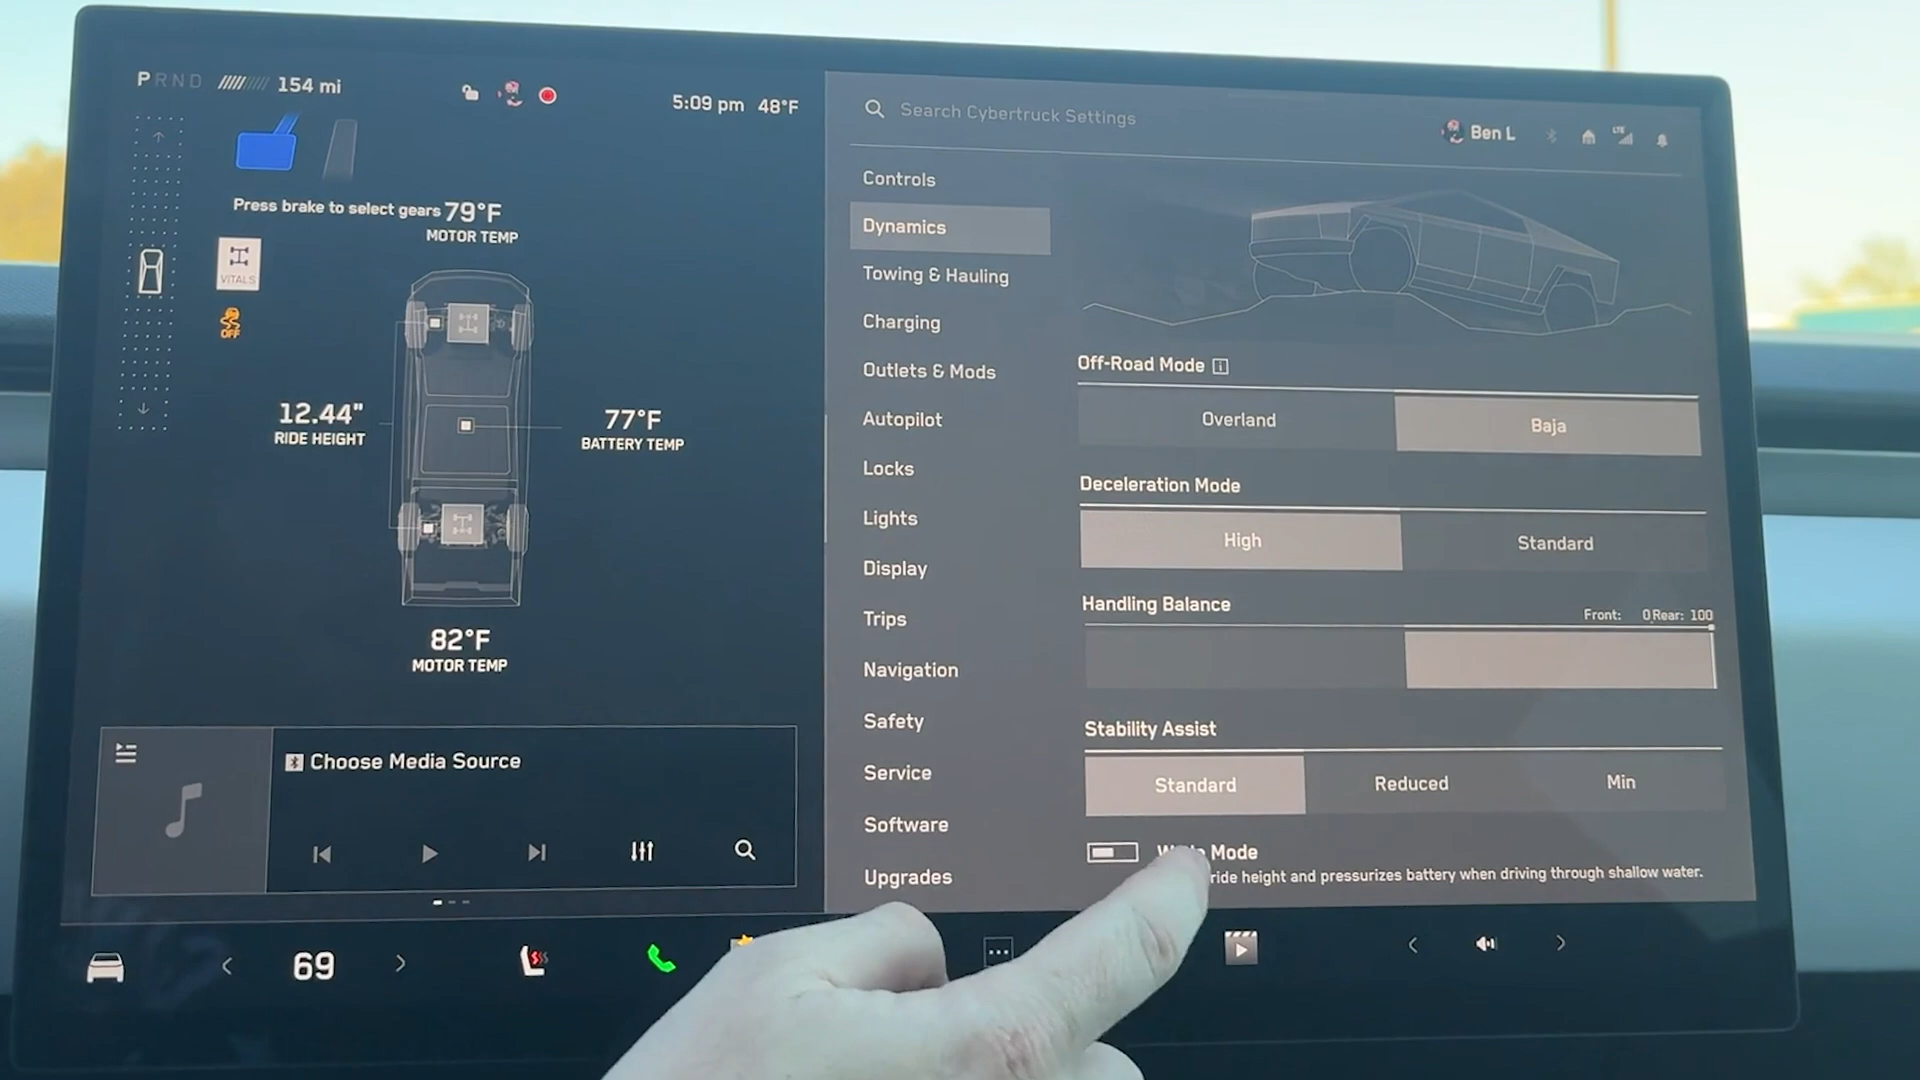 PRND 154 mi
5:09 pm 48°F
Press brake to select gears
79°F
MOTOR TEMP
VITALS
OFF
12.44"
RIDE HEIGHT
77°F
BATTERY TEMP
82°F
MOTOR TEMP
Choose Media Source
69
Search Cybertruck Settings
Ben L
LTE
Controls
Dynamics
Towing & Hauling
Charging
Outlets & Mods
Autopilot
Locks
Lights
Display
Trips
Navigation
Safety
Service
Software
Upgrades
Off-Road Mode
Overland Baja
Deceleration Mode
High Standard
Handling Balance
Front: 0 Rear: 100
Stability Assist
Standard Reduced Min
Mode
ride height and pressurizes battery when driving through shallow water.